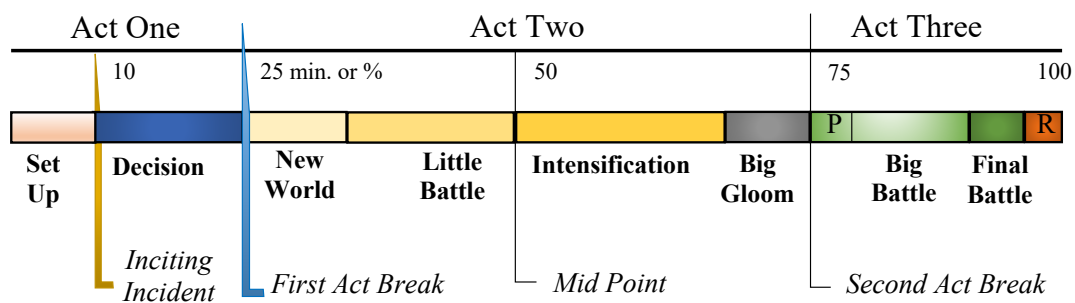 Act One
Act Two
Act Three
10
25 min. or %
50
75
100
P
R
Set
Up
Decision
New
World
Little
Battle
Intensification
Big
Gloom
Big
Battle
Final
Battle
Inciting
Incident
First Act Break
Mid Point
Second Act Break